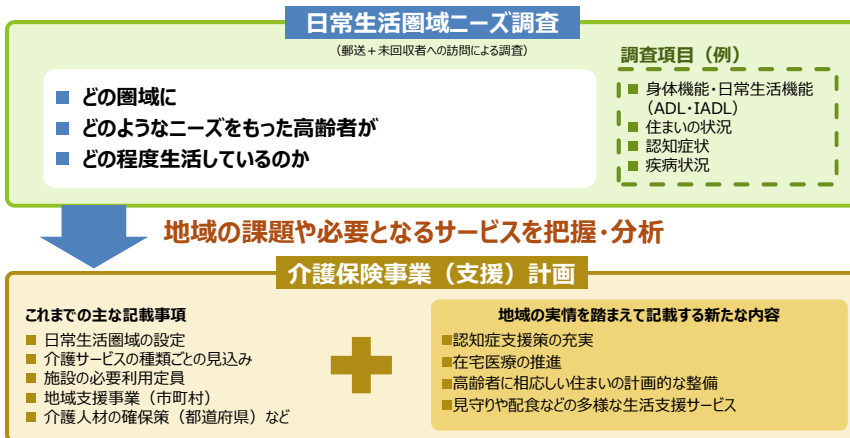 日常生活圏域ニーズ調査
（郵送＋未回収者への訪問による調査）
■ どの圏域に
■ どのようなニーズをもった高齢者が
■ どの程度生活しているのか
調査項目（例）
■ 身体機能・日常生活機能
（ADL・IADL）
■ 住まいの状況
■ 認知症状
■ 疾病状況
地域の課題や必要となるサービスを把握・分析
介護保険事業（支援）計画
これまでの主な記載事項
■ 日常生活圏域の設定
■ 介護サービスの種類ごとの見込み
■ 施設の必要利用定員
■ 地域支援事業（市町村）
■ 介護人材の確保策（都道府県）など
地域の実情を踏まえて記載する新たな内容
■認知症支援策の充実
■在宅医療の推進
■高齢者に相応しい住まいの計画的な整備
■見守りや配食などの多様な生活支援サービス